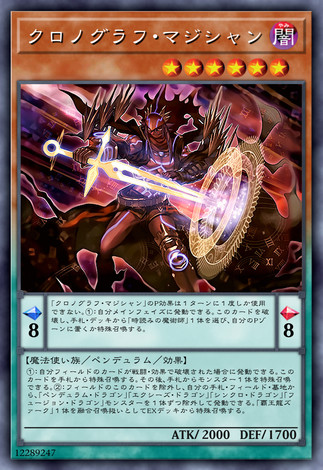 クロノグラフ・マジシャン
闇
やみ
「クロノグラフ・マジシャン」のP効果は1ターンに1度しか使用
できない。①:自分メインフェイズに発動できる。このカードを破
壊し、手札・デッキから「時読みの魔術師」1体を選び、自分のPゾ
ーンに置くか特殊召喚する。
8
8
【魔法使い族/ペンデュラム/効果】
①:自分フィールドのカードが戦闘・効果で破壊された場合に発動できる。この
カードを手札から特殊召喚する。その後、手札からモンスター1体を特殊召喚で
きる。②:フィールドのこのカードを除外し、自分の手札・フィールド・墓地か
ら、「ペンデュラム・ドラゴン」「エクシーズ・ドラゴン」「シンクロ・ドラゴン」「フ
ュージョン・ドラゴン」モンスターを1体ずつ除外して発動できる。「覇王龍ズ
ァーク」1体を融合召喚扱いとしてEXデッキから特殊召喚する。
ATK/2000 DEF/1700
12289247